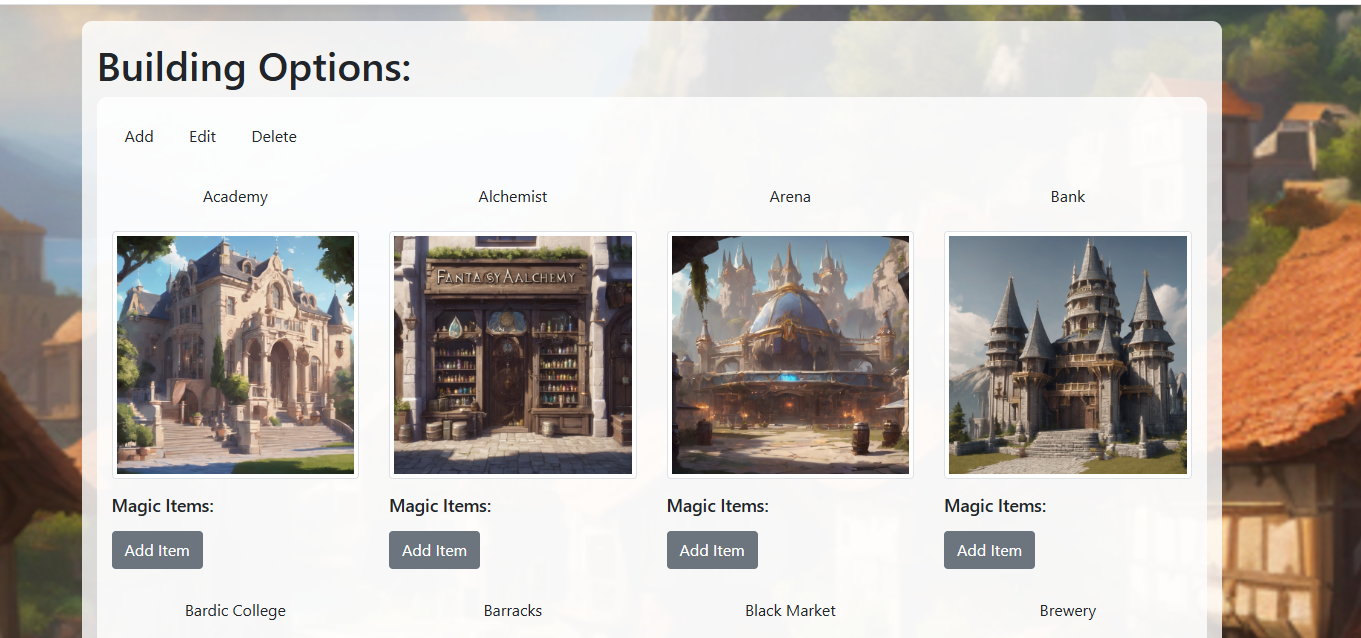 Building Options:
Add Edit Delete
Academy Alchemist Arena Bank
FANTASY AALCHEMY
Magic Items: Magic Items: Magic Items: Magic Items:
Add Item Add Item Add Item Add Item
Bardic College Barracks Black Market Brewery